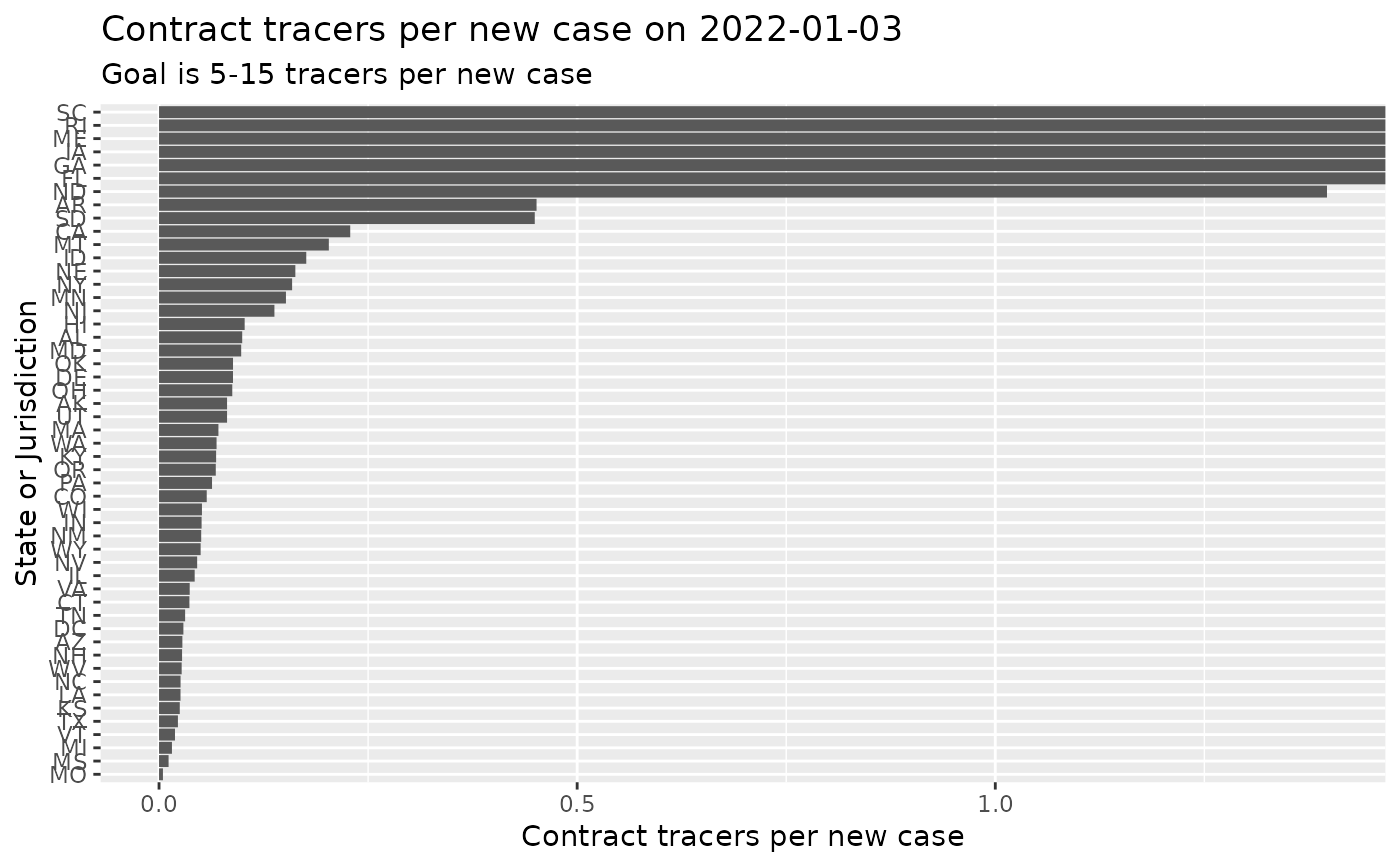 Contract tracers per new case on 2022-01-03
Goal is 5-15 tracers per new case
State or Jurisdiction
SC
RI
ME
IA
GA
FL
ND
AR
SD
CA
MT
ID
NE
NY
MN
NJ
HI
AL
MD
OK
DE
OH
AK
UT
MA
WA
KY
OR
PA
CO
WI
IN
NM
WY
NV
IL
VA
CT
TN
DC
AZ
NH
WV
NC
LA
KS
TX
VT
MI
MS
MO
0.0 0.5 1.0
Contract tracers per new case